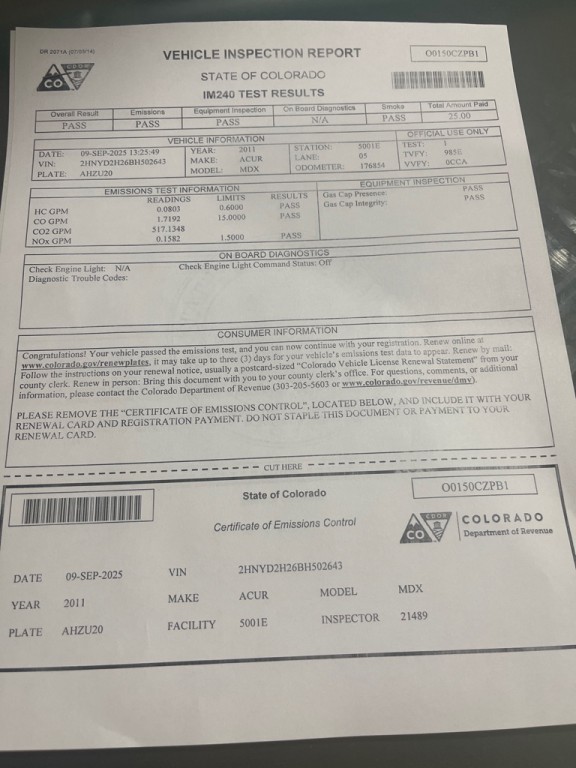 DR 2071A (07/09/14)
VEHICLE INSPECTION REPORT
O0150CZPB1
STATE OF COLORADO
CO CDOR
IM240 TEST RESULTS
Overall Result Emissions Equipment Inspection On Board Diagnostics Smoke Total Amount Paid
PASS PASS PASS N/A PASS 25.00
VEHICLE INFORMATION OFFICIAL USE ONLY
DATE: 09-SEP-2025 13:25:49 YEAR: 2011 STATION: 5001E TEST: 1
VIN: 2HNYD2H26BH502643 MAKE: ACUR LANE: 05 TVFY: 985E
PLATE: AHZU20 MODEL: MDX ODOMETER: 176854 VVFY: 0CCA
EMISSIONS TEST INFORMATION EQUIPMENT INSPECTION
READINGS LIMITS RESULTS Gas Cap Presence: PASS
HC GPM 0.0803 0.6000 PASS Gas Cap Integrity: PASS
CO GPM 1.7192 15.0000 PASS
CO2 GPM 517.1348
NOx GPM 0.1582 1.5000 PASS
ON BOARD DIAGNOSTICS
Check Engine Light: N/A Check Engine Light Command Status: Off
Diagnostic Trouble Codes:
CONSUMER INFORMATION
Congratulations! Your vehicle passed the emissions test, and you can now continue with your registration. Renew online at
www.colorado.gov/renewplates, it may take up to three (3) days for your vehicle's emissions test data to appear. Renew by mail:
Follow the instructions on your renewal notice, usually a postcard-sized "Colorado Vehicle License Renewal Statement" from your
county clerk. Renew in person: Bring this document with you to your county clerk's office. For questions, comments, or additional
information, please contact the Colorado Department of Revenue (303-205-5603 or www.colorado.gov/revenue/dmv).
PLEASE REMOVE THE "CERTIFICATE OF EMISSIONS CONTROL", LOCATED BELOW, AND INCLUDE IT WITH YOUR
RENEWAL CARD AND REGISTRATION PAYMENT. DO NOT STAPLE THIS DOCUMENT OR PAYMENT TO YOUR
RENEWAL CARD.
CUT HERE
State of Colorado O0150CZPB1
Certificate of Emissions Control CO CDOR COLORADO
Department of Revenue
DATE 09-SEP-2025 VIN 2HNYD2H26BH502643
YEAR 2011 MAKE ACUR MODEL MDX
PLATE AHZU20 FACILITY 5001E INSPECTOR 21489